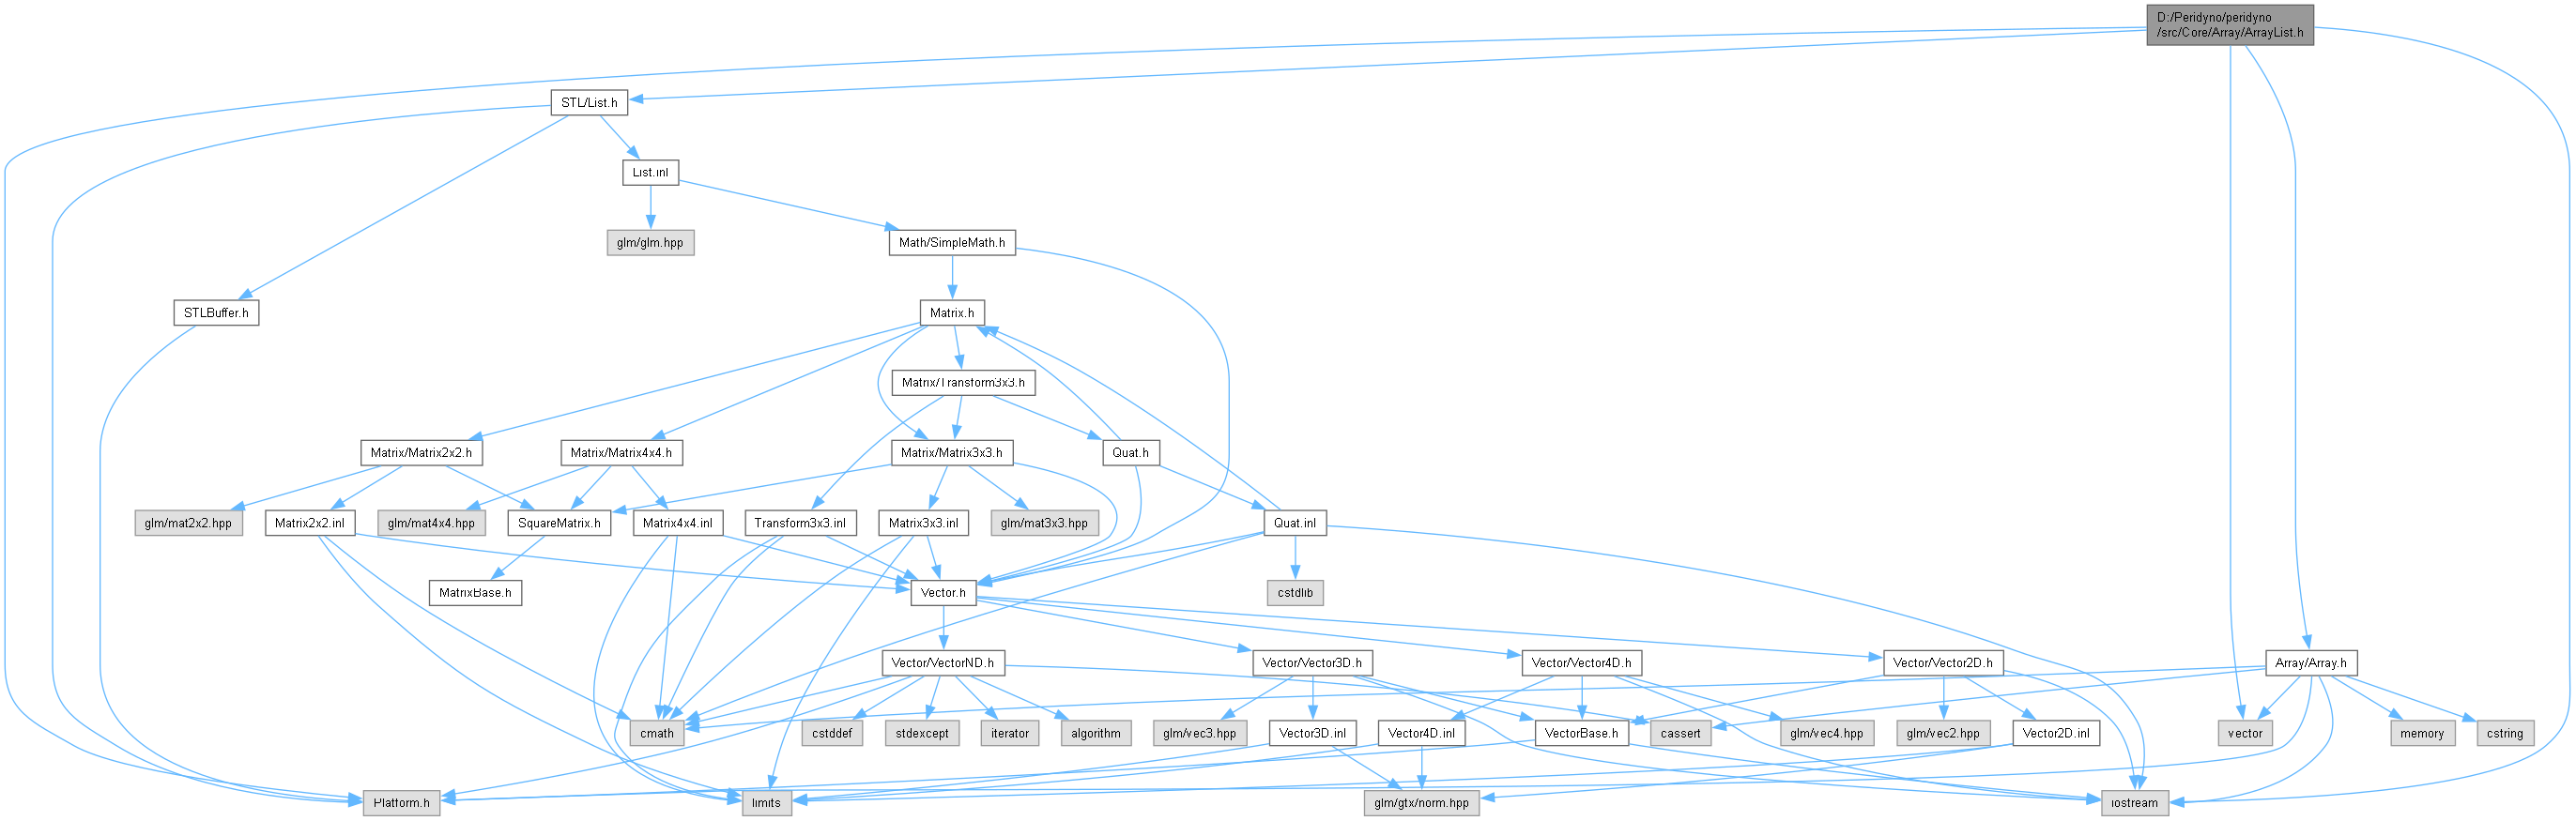 D:/Peridyno/peridyno
/src/Core/Array/ArrayList.h
STL/List.h
List.inl
glm/glm.hpp
Math/SimpleMath.h
STLBuffer.h
Matrix.h
Matrix/Transform3x3.h
Matrix/Matrix2x2.h
Matrix/Matrix4x4.h
Matrix/Matrix3x3.h
Quat.h
glm/mat2x2.hpp
Matrix2x2.inl
glm/mat4x4.hpp
SquareMatrix.h
Matrix4x4.inl
Transform3x3.inl
Matrix3x3.inl
glm/mat3x3.hpp
Quat.inl
MatrixBase.h
Vector.h
cstdlib
Vector/VectorND.h
Vector/Vector3D.h
Vector/Vector4D.h
Vector/Vector2D.h
Array/Array.h
cmath
cstddef
stdexcept
iterator
algorithm
glm/vec3.hpp
Vector3D.inl
Vector4D.inl
VectorBase.h
cassert
glm/vec4.hpp
glm/vec2.hpp
Vector2D.inl
vector
memory
cstring
Platform.h
limits
glm/gtx/norm.hpp
iostream